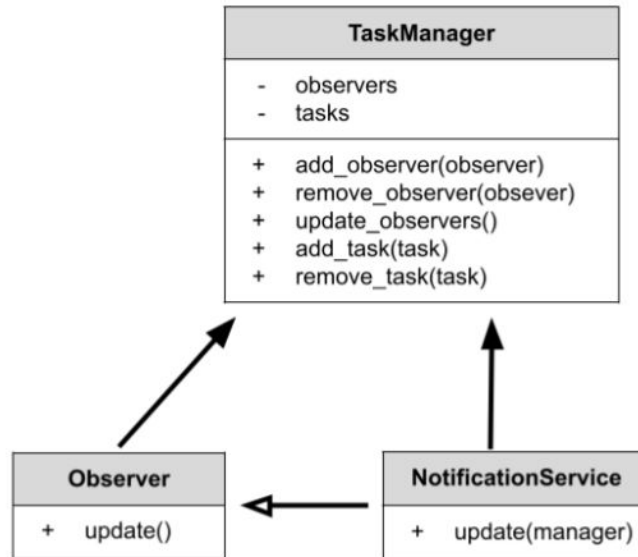 TaskManager
- observers
- tasks
+ add_observer(observer)
+ remove_observer(obsever)
+ update_observers()
+ add_task(task)
+ remove_task(task)
Observer
+ update()
NotificationService
+ update(manager)